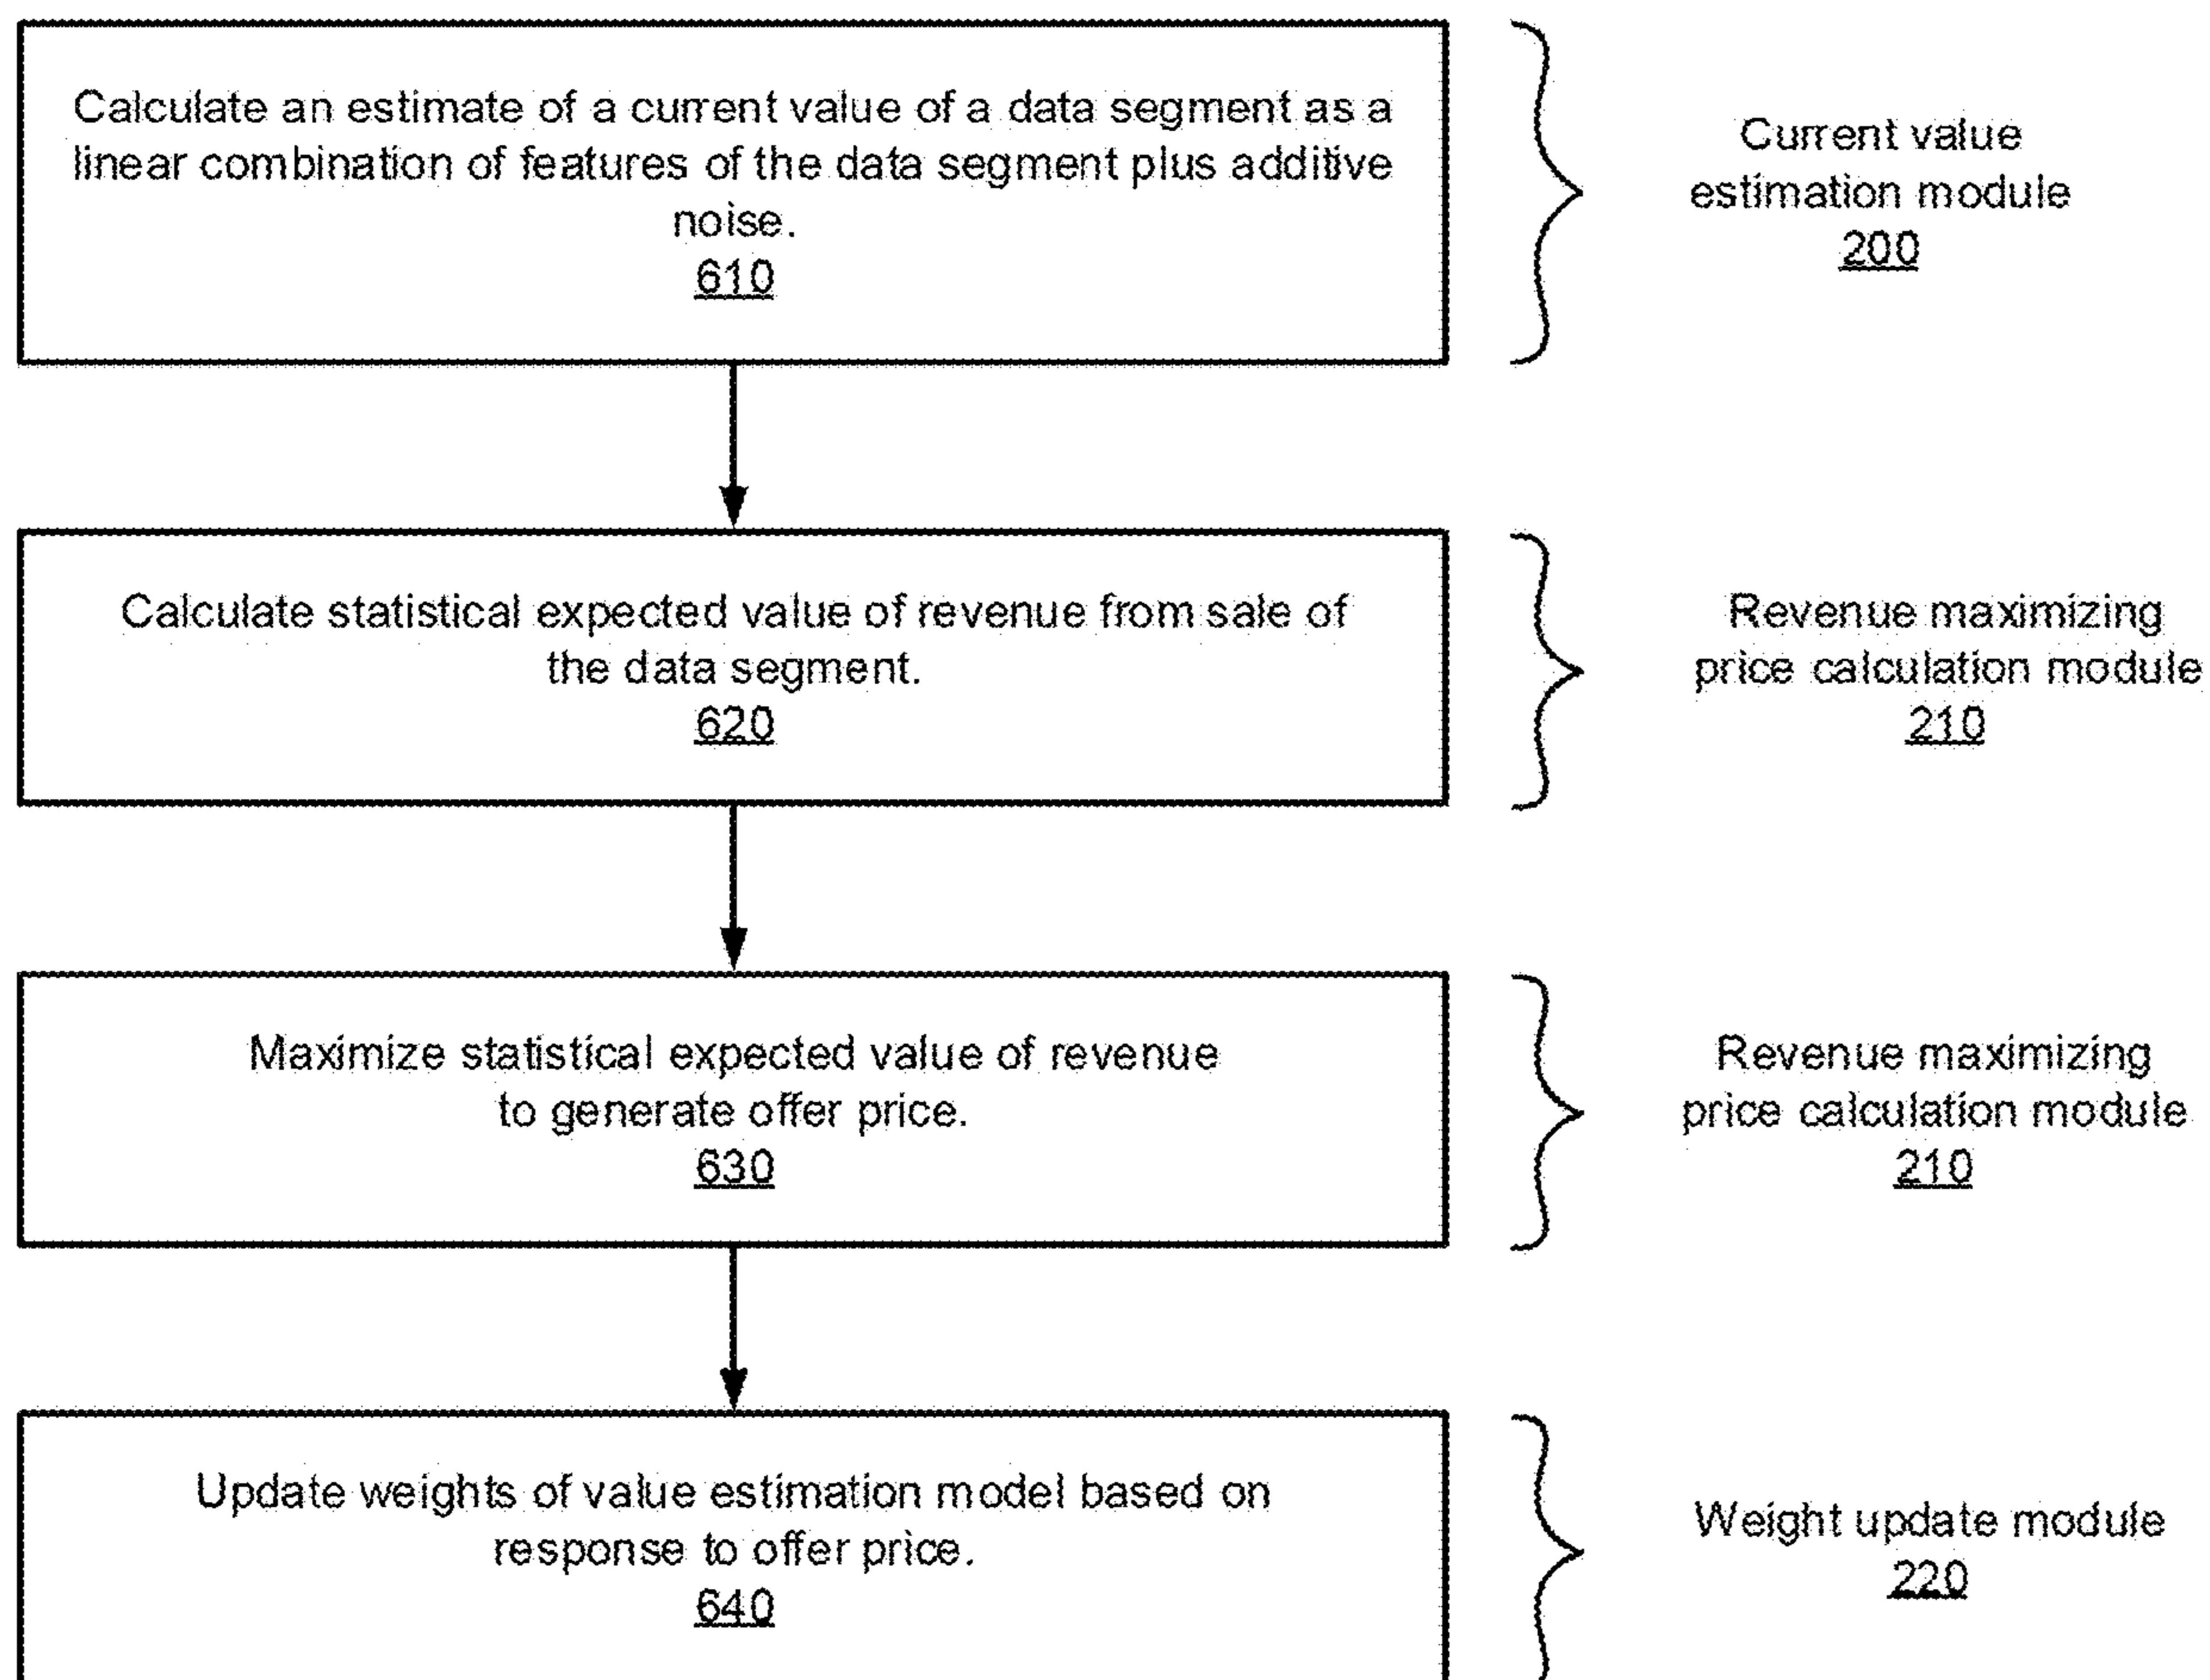 Calculate an estimate of a current value of a data segment as a
linear combination of features of the data segment plus additive
noise.
610
Current value
estimation module
200
Calculate statistical expected value of revenue from sale of
the data segment.
620
Revenue maximizing
price calculation module
210
Maximize statistical expected value of revenue
to generate offer price.
630
Revenue maximizing
price calculation module
210
Update weights of value estimation model based on
response to offer price.
640
Weight update module
220